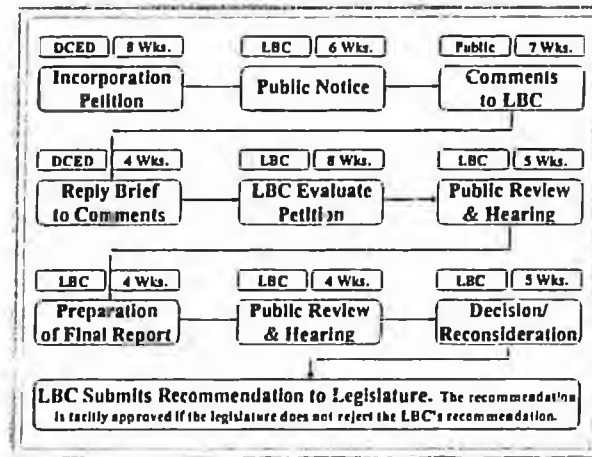 DCED 8 Wks.
Incorporation
Petition
LBC 6 Wks.
Public Notice
Public 7 Wks.
Comments
to LBC
DCED 4 Wks.
Reply Brief
to Comments
LBC 8 Wks.
LBC Evaluate
Petition
LBC 5 Wks.
Public Review
& Hearing
LBC 4 Wks.
Preparation
of Final Report
LBC 4 Wks.
Public Review
& Hearing
LBC 5 Wks.
Decision/
Reconsideration
LBC Submits Recommendation to Legislature. The recommendation
is tacitly approved if the legislature does not reject the LBC's recommendation.